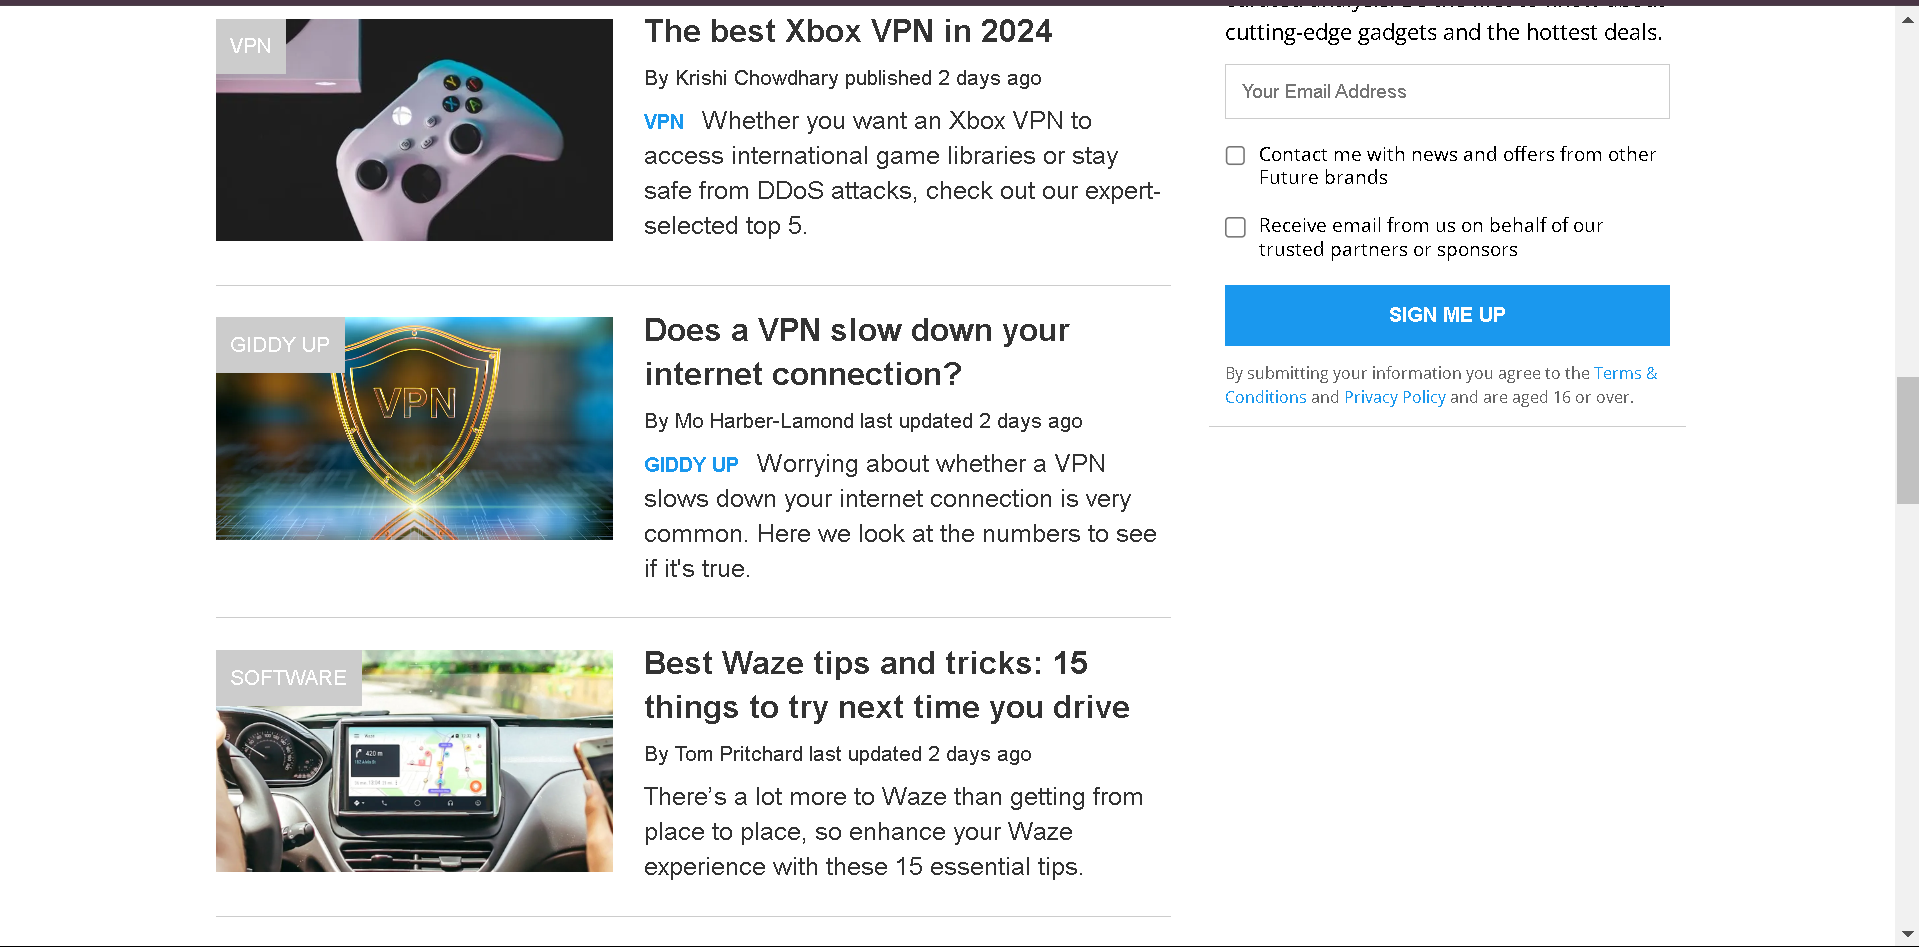 VPN
The best Xbox VPN in 2024
By Krishi Chowdhary published 2 days ago
VPN Whether you want an Xbox VPN to
access international game libraries or stay
safe from DDoS attacks, check out our expert-
selected top 5.
GIDDY UP
VPN
Does a VPN slow down your
internet connection?
By Mo Harber-Lamond last updated 2 days ago
GIDDY UP Worrying about whether a VPN
slows down your internet connection is very
common. Here we look at the numbers to see
if it's true.
SOFTWARE
420 m
Best Waze tips and tricks: 15
things to try next time you drive
By Tom Pritchard last updated 2 days ago
There’s a lot more to Waze than getting from
place to place, so enhance your Waze
experience with these 15 essential tips.
cutting-edge gadgets and the hottest deals.
Your Email Address
Contact me with news and offers from other
Future brands
Receive email from us on behalf of our
trusted partners or sponsors
SIGN ME UP
By submitting your information you agree to the Terms &
Conditions and Privacy Policy and are aged 16 or over.